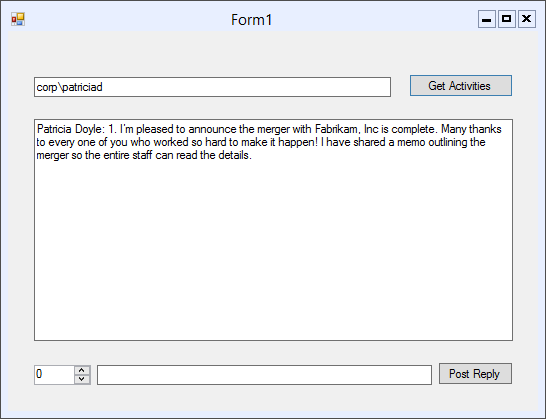 Form1
corp\patriciad
Get Activities
Patricia Doyle: 1. I'm pleased to announce the merger with Fabrikam, Inc is complete. Many thanks
to every one of you who worked so hard to make it happen! I have shared a memo outlining the
merger so the entire staff can read the details.
0
Post Reply